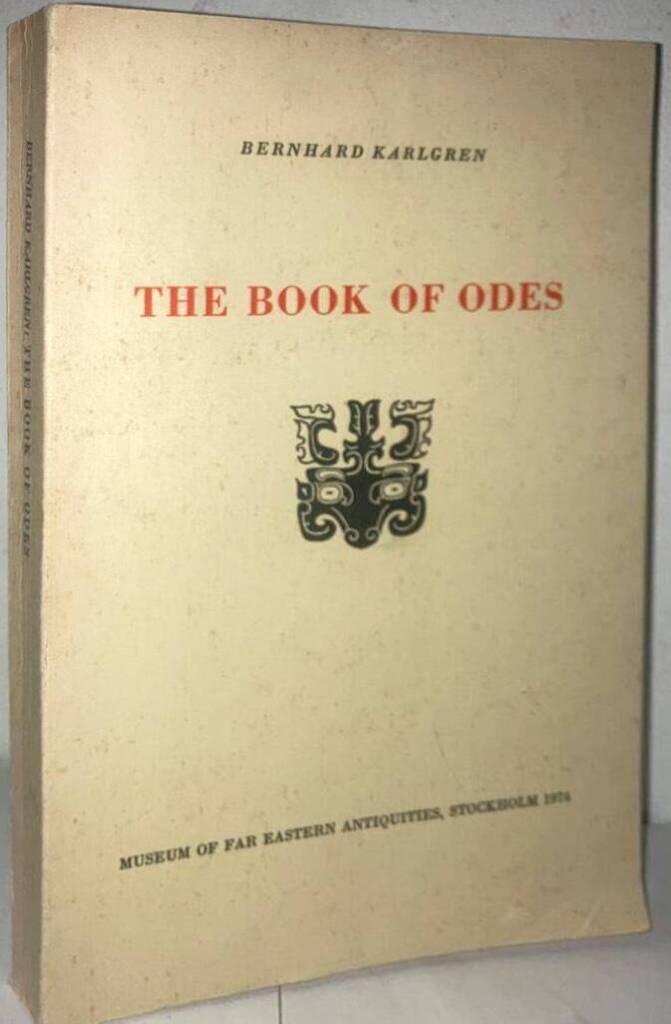 BERNHARD KARLGREN
THE BOOK OF ODES
MUSEUM OF FAR EASTERN ANTIQUITIES, STOCKHOLM 1974
BERNHARD KARLGREN: THE BOOK OF ODES